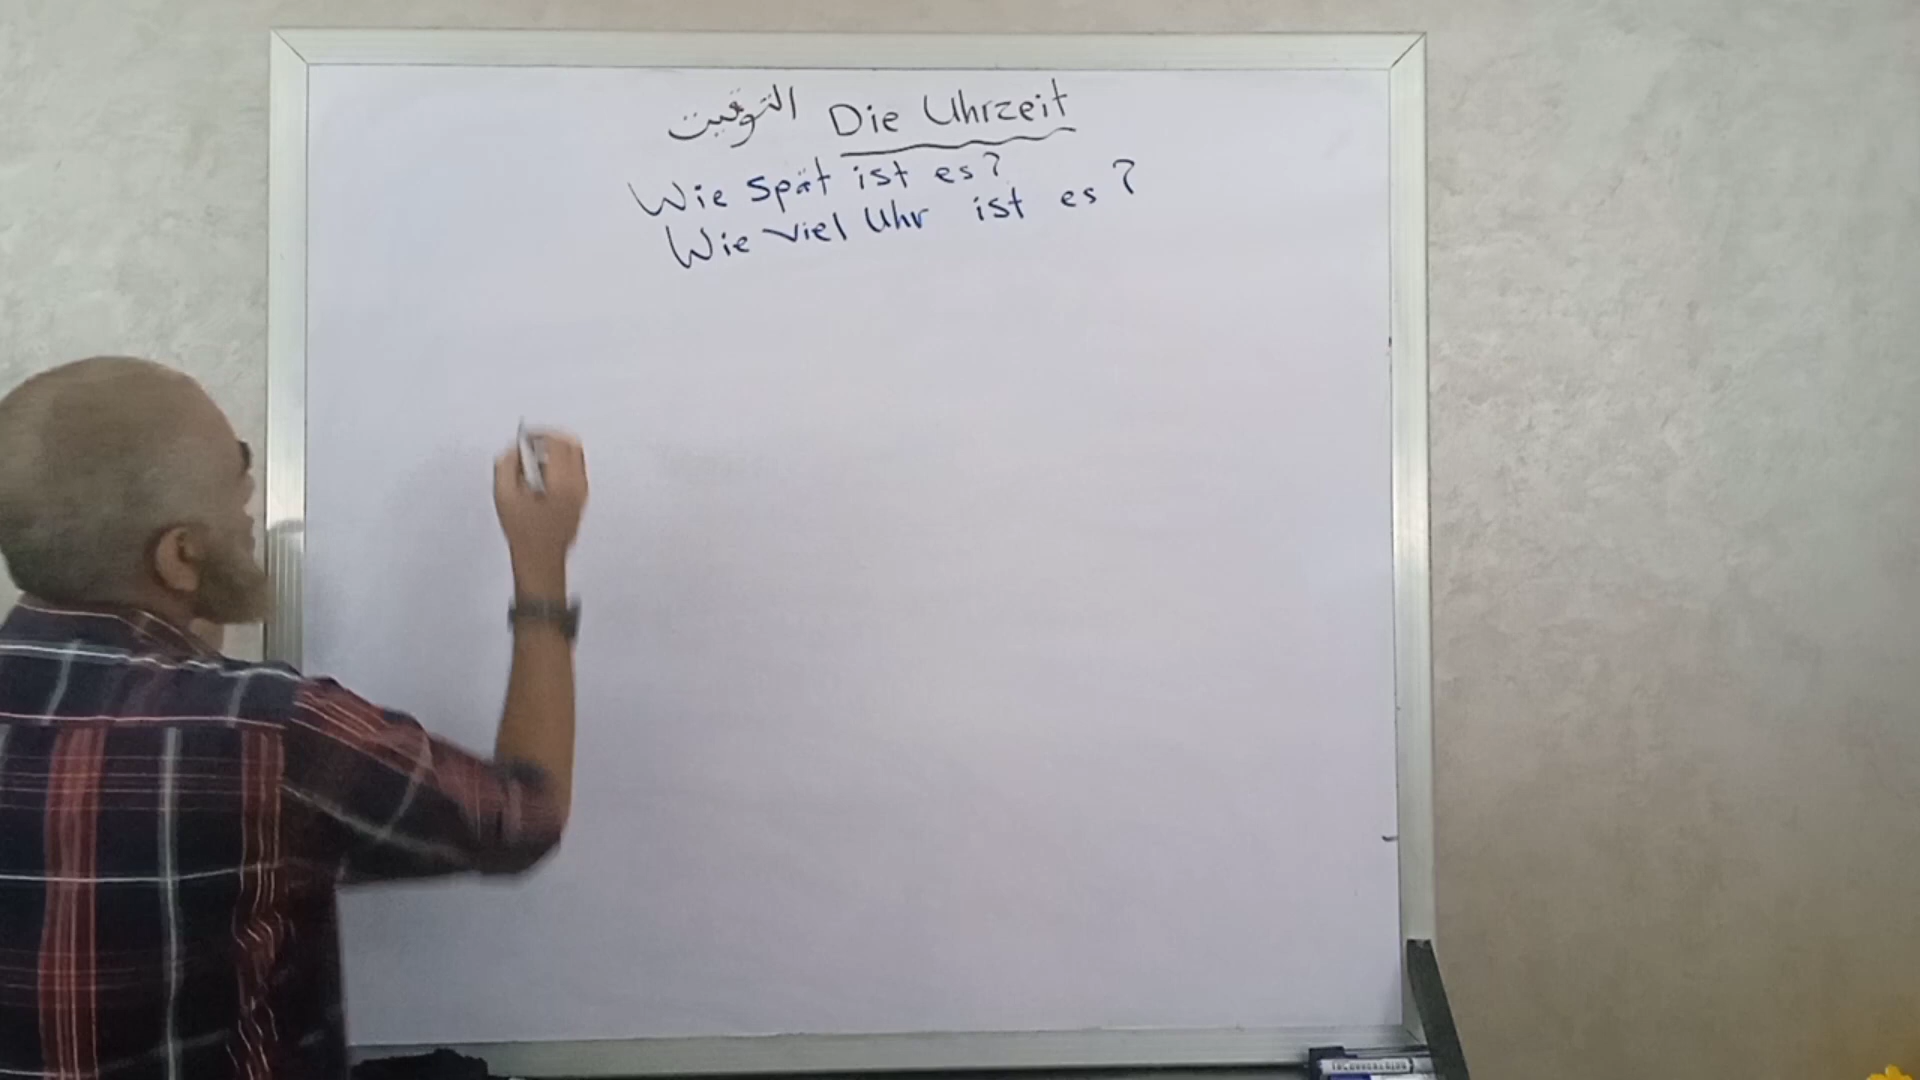 التوقيت Die Uhrzeit
Wie spät ist es?
Wie viel Uhr ist es?